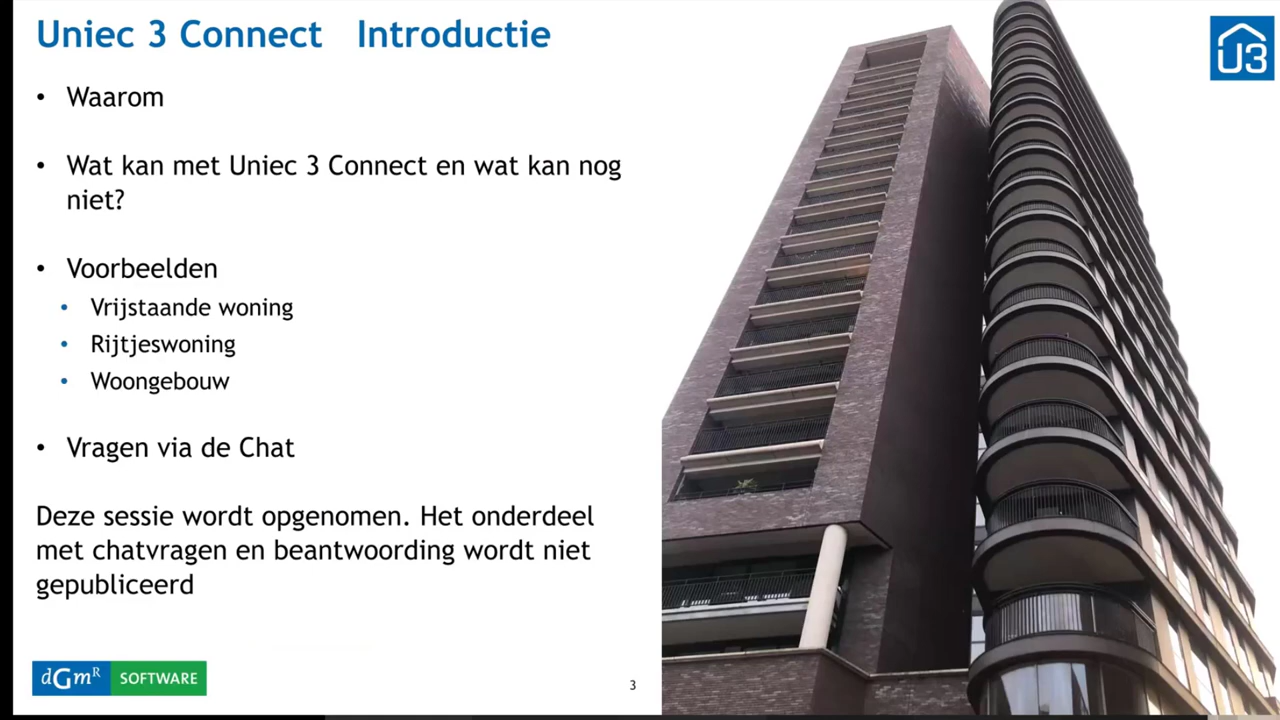 Uniec 3 Connect Introductie
U3
• Waarom
• Wat kan met Uniec 3 Connect en wat kan nog
niet?
• Voorbeelden
• Vrijstaande woning
• Rijtjeswoning
• Woongebouw
• Vragen via de Chat
Deze sessie wordt opgenomen. Het onderdeel
met chatvragen en beantwoording wordt niet
gepubliceerd
dGmR SOFTWARE
3